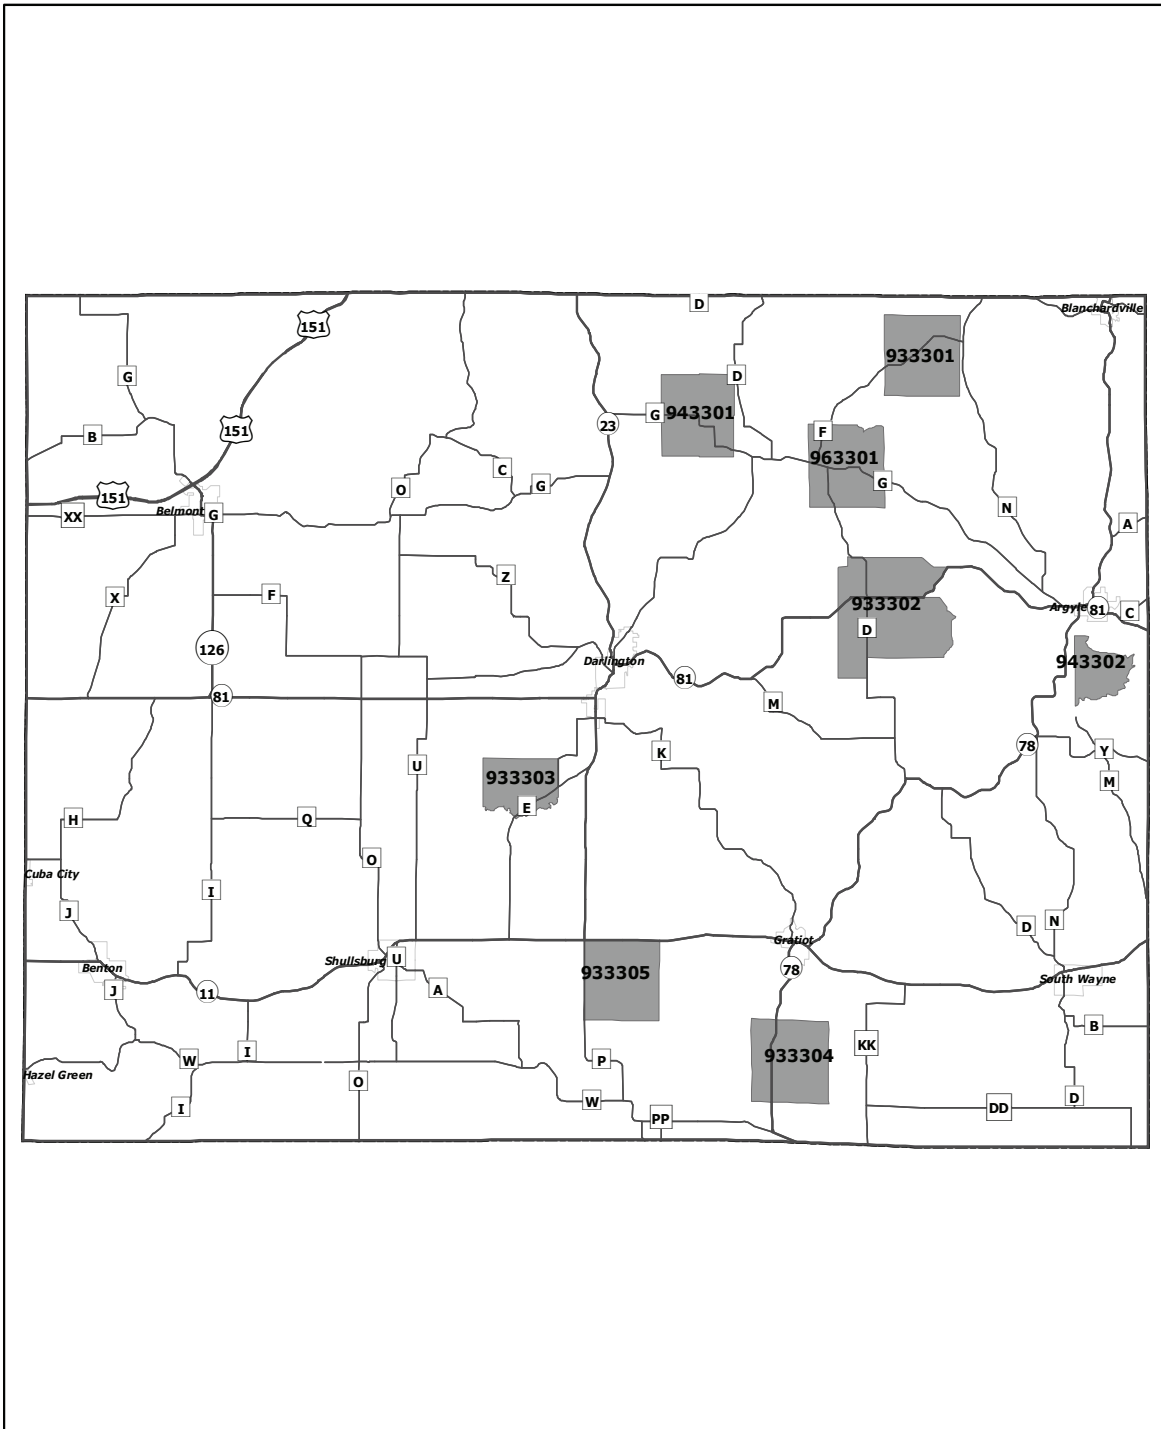 D
Blanchardville
151
933301
G
D
G 943301
23
151
B
F
963301
C
G
G
O
151
N
Belmont G
XX
A
Z
F
X
933302
Argyle 81 C
D
126
Darlington
943302
81
81
M
78
K
Y
U
933303
M
E
H
Q
O
Cuba City
I
J
N
D
Gratiot
Shullsburg U
Benton
78
933305
South Wayne
J
11
A
B
KK
I
933304
W
P
Hazel Green
O
D
W
I
DD
PP